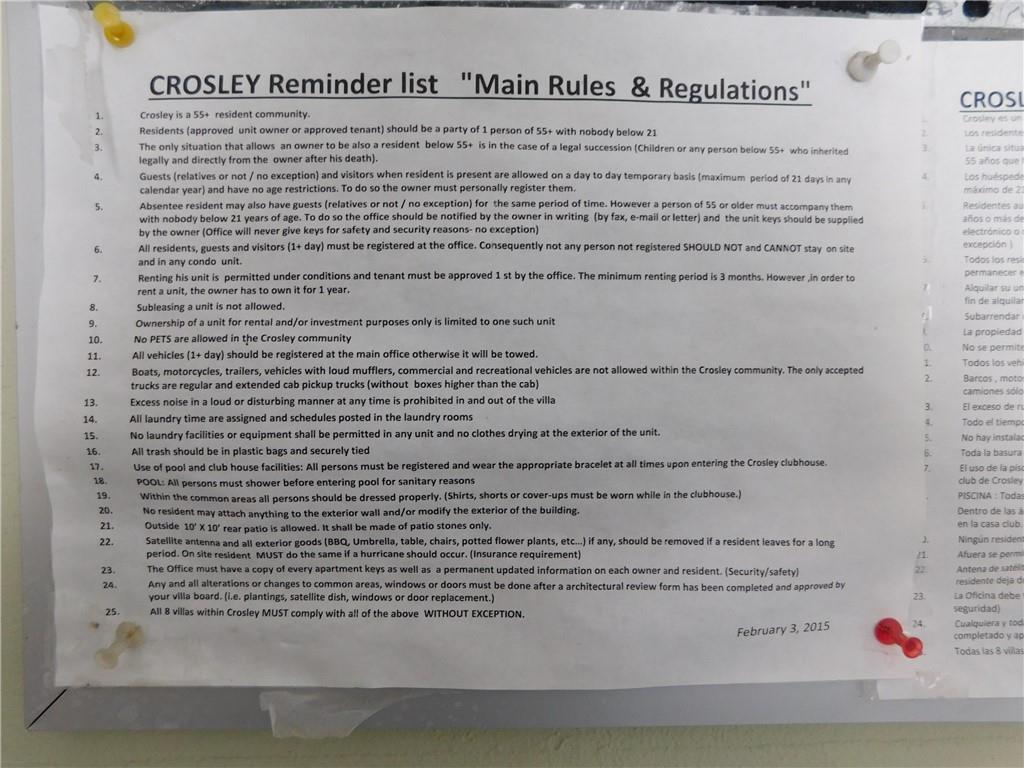 CROSLEY Reminder list "Main Rules & Regulations"
1. Crosley is a 55+ resident community.
2. Residents (approved unit owner or approved tenant) should be a party of 1 person of 55+ with nobody below 21
3. The only situation that allows an owner to be also a resident below 55+ is in the case of a legal succession (Children or any person below 55+ who inherited
legally and directly from the owner after his death).
4. Guests (relatives or not / no exception) and visitors when resident is present are allowed on a day to day temporary basis (maximum period of 21 days in any
calendar year) and have no age restrictions. To do so the owner must personally register them.
5. Absentee resident may also have guests (relatives or not / no exception) for the same period of time. However a person of 55 or older must accompany them
with nobody below 21 years of age. To do so the office should be notified by the owner in writing (by fax, e-mail or letter) and the unit keys should be supplied
by the owner (Office will never give keys for safety and security reasons- no exception)
6. All residents, guests and visitors (1+ day) must be registered at the office. Consequently not any person not registered SHOULD NOT and CANNOT stay on site
and in any condo unit.
7. Renting his unit is permitted under conditions and tenant must be approved 1 st by the office. The minimum renting period is 3 months. However ,in order to
rent a unit, the owner has to own it for 1 year.
8. Subleasing a unit is not allowed.
9. Ownership of a unit for rental and/or investment purposes only is limited to one such unit
10. No PETS are allowed in the Crosley community
11. All vehicles (1+ day) should be registered at the main office otherwise it will be towed.
12. Boats, motorcycles, trailers, vehicles with loud mufflers, commercial and recreational vehicles are not allowed within the Crosley community. The only accepted
trucks are regular and extended cab pickup trucks (without boxes higher than the cab)
13. Excess noise in a loud or disturbing manner at any time is prohibited in and out of the villa
14. All laundry time are assigned and schedules posted in the laundry rooms
15. No laundry facilities or equipment shall be permitted in any unit and no clothes drying at the exterior of the unit.
16. All trash should be in plastic bags and securely tied
17. Use of pool and club house facilities: All persons must be registered and wear the appropriate bracelet at all times upon entering the Crosley clubhouse.
18. POOL: All persons must shower before entering pool for sanitary reasons
19. Within the common areas all persons should be dressed properly. (Shirts, shorts or cover-ups must be worn while in the clubhouse.)
20. No resident may attach anything to the exterior wall and/or modify the exterior of the building.
21. Outside 10' X 10' rear patio is allowed. It shall be made of patio stones only.
22. Satellite antenna and all exterior goods (BBQ, Umbrella, table, chairs, potted flower plants, etc...) if any, should be removed if a resident leaves for a long
period. On site resident MUST do the same if a hurricane should occur. (Insurance requirement)
23. The Office must have a copy of every apartment keys as well as a permanent updated information on each owner and resident. (Security/safety)
24. Any and all alterations or changes to common areas, windows or doors must be done after a architectural review form has been completed and approved by
your villa board. (i.e. plantings, satellite dish, windows or door replacement.)
25. All 8 villas within Crosley MUST comply with all of the above WITHOUT EXCEPTION.
February 3, 2015
CROSL
Crosley es un
Los residente
La única situa
55 años que h
Los huéspede
máximo de 21
Residentes au
años o más de
electrónico o
excepción )
Todos los resi
permanecer e
Alquilar su un
fin de alquilar
Subarrendar
La propiedad
No se permite
Todos los vehí
Barcos , moto
camiones sólo
3. El exceso de ru
4. Todo el tiempo
5. No hay instalac
6. Toda la basura
7. El uso de la pisc
club de Crosley
PISCINA : Todas
Dentro de las á
en la casa club.
Ningún residen
Afuera se permi
22. Antena de satéli
residente deja d
23. La Oficina debe
seguridad)
24. Cualquiera y tod
completado y ap
Todas las 8 villas